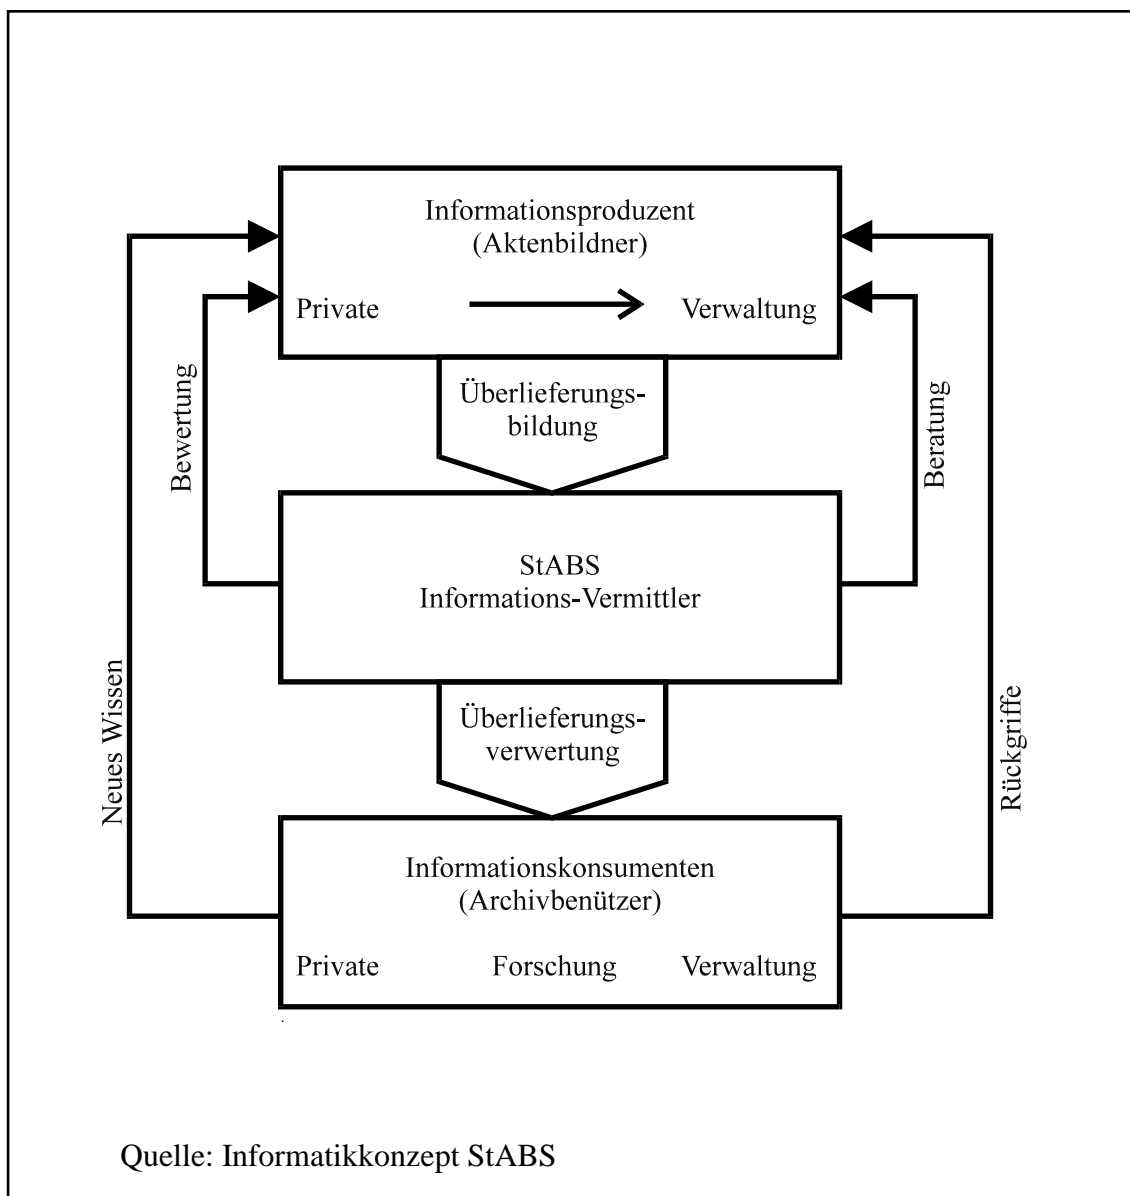 Informationsproduzent
(Aktenbildner)
Private
Verwaltung
Überlieferungs-
bildung
Bewertung
Beratung
StABS
Informations-Vermittler
Überlieferungs-
verwertung
Neues Wissen
Rückgriffe
Informationskonsumenten
(Archivbenützer)
Private
Forschung
Verwaltung
Quelle: Informatikkonzept StABS